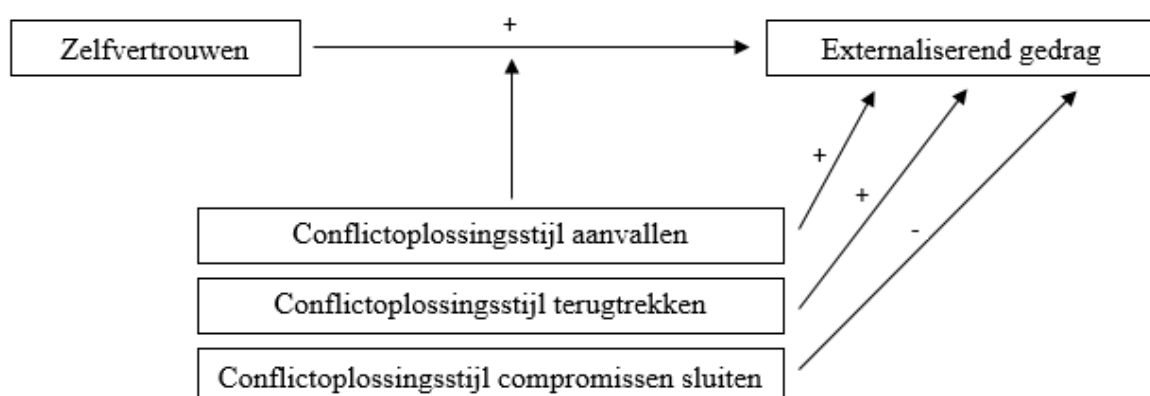 +
Zelfvertrouwen
Externaliserend gedrag
+
+
-
Conflictoplossingsstijl aanvallen
Conflictoplossingsstijl terugtrekken
Conflictoplossingsstijl compromissen sluiten